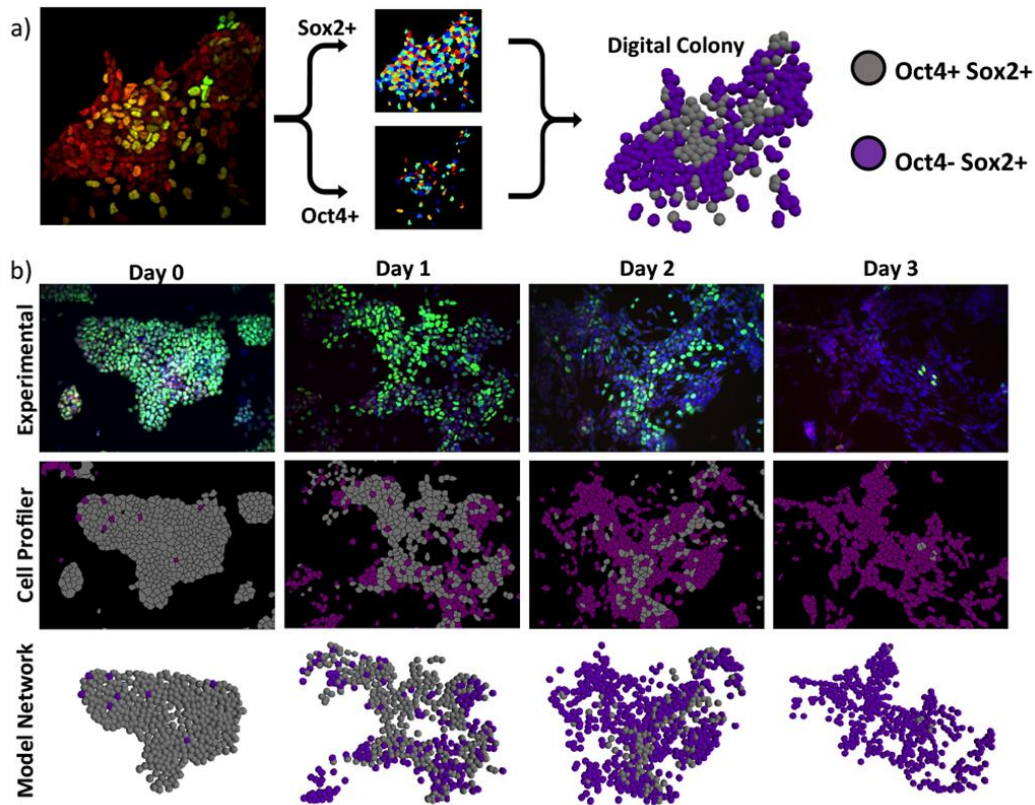 a)
Sox2+
Oct4+
Digital Colony
Oct4+ Sox2+
Oct4- Sox2+
b)
Day 0
Day 1
Day 2
Day 3
Experimental
Cell Profiler
Model Network